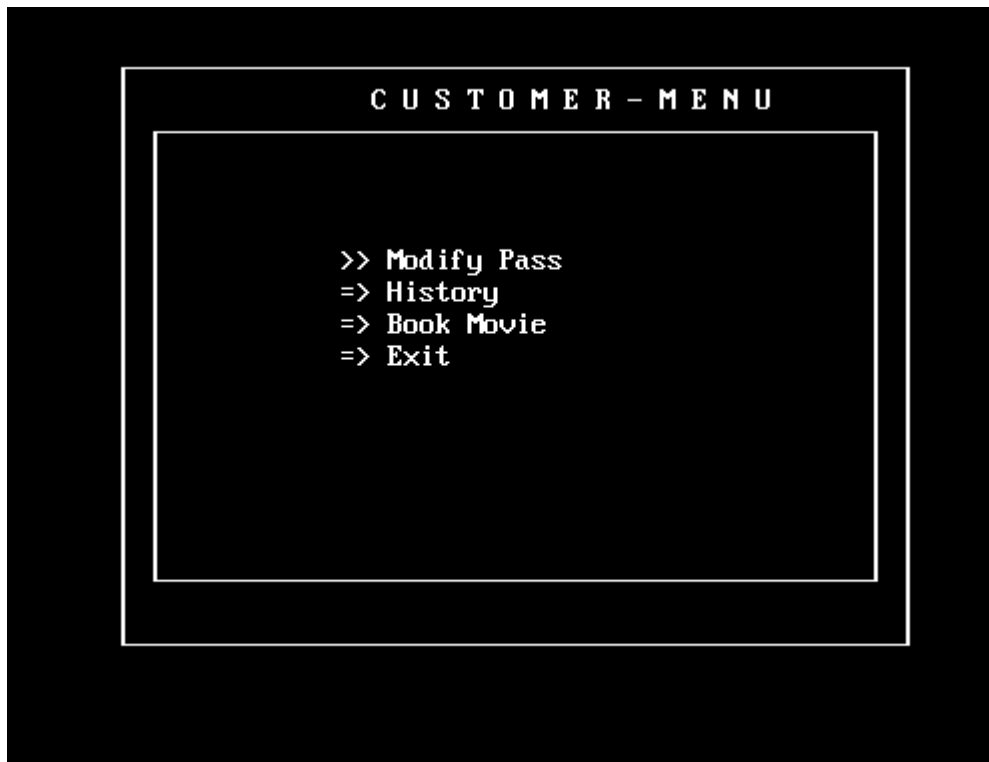 C U S T O M E R - M E N U
>> Modify Pass
=> History
=> Book Movie
=> Exit